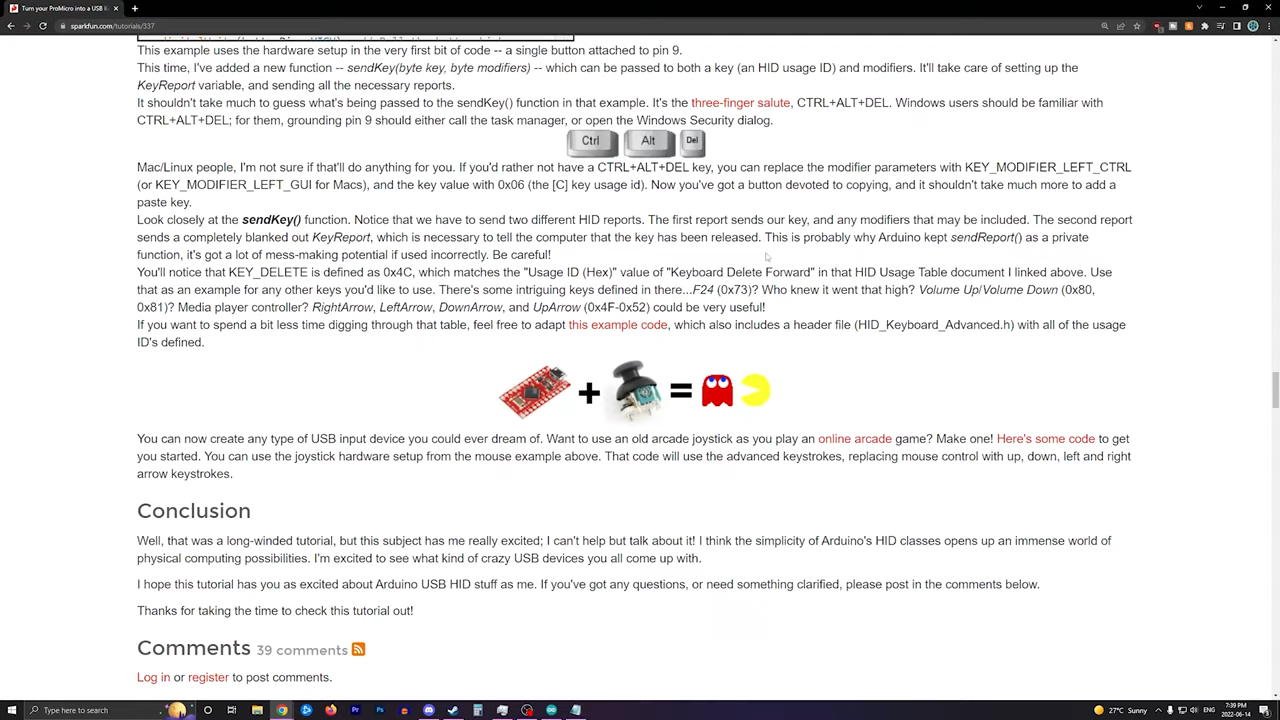 Turn your ProMicro into a USB K
sparkfun.com/tutorials/337
This example uses the hardware setup in the very first bit of code -- a single button attached to pin 9.
This time, I've added a new function -- sendKey(byte key, byte modifiers) -- which can be passed to both a key (an HID usage ID) and modifiers. It'll take care of setting up the
KeyReport variable, and sending all the necessary reports.
It shouldn't take much to guess what's being passed to the sendKey() function in that example. It's the three-finger salute, CTRL+ALT+DEL. Windows users should be familiar with
CTRL+ALT+DEL; for them, grounding pin 9 should either call the task manager, or open the Windows Security dialog.
Ctrl Alt Del
Mac/Linux people, I'm not sure if that'll do anything for you. If you'd rather not have a CTRL+ALT+DEL key, you can replace the modifier parameters with KEY_MODIFIER_LEFT_CTRL
(or KEY_MODIFIER_LEFT_GUI for Macs), and the key value with 0x06 (the [C] key usage id). Now you've got a button devoted to copying, and it shouldn't take much more to add a
paste key.
Look closely at the sendKey() function. Notice that we have to send two different HID reports. The first report sends our key, and any modifiers that may be included. The second report
sends a completely blanked out KeyReport, which is necessary to tell the computer that the key has been released. This is probably why Arduino kept sendReport() as a private
function, it's got a lot of mess-making potential if used incorrectly. Be careful!
You'll notice that KEY_DELETE is defined as 0x4C, which matches the "Usage ID (Hex)" value of "Keyboard Delete Forward" in that HID Usage Table document I linked above. Use
that as an example for any other keys you'd like to use. There's some intriguing keys defined in there...F24 (0x73)? Who knew it went that high? Volume Up/Volume Down (0x80,
0x81)? Media player controller? RightArrow, LeftArrow, DownArrow, and UpArrow (0x4F-0x52) could be very useful!
If you want to spend a bit less time digging through that table, feel free to adapt this example code, which also includes a header file (HID_Keyboard_Advanced.h) with all of the usage
ID's defined.
+ =
You can now create any type of USB input device you could ever dream of. Want to use an old arcade joystick as you play an online arcade game? Make one! Here's some code to get
you started. You can use the joystick hardware setup from the mouse example above. That code will use the advanced keystrokes, replacing mouse control with up, down, left and right
arrow keystrokes.
Conclusion
Well, that was a long-winded tutorial, but this subject has me really excited; I can't help but talk about it! I think the simplicity of Arduino's HID classes opens up an immense world of
physical computing possibilities. I'm excited to see what kind of crazy USB devices you all come up with.
I hope this tutorial has you as excited about Arduino USB HID stuff as me. If you've got any questions, or need something clarified, please post in the comments below.
Thanks for taking the time to check this tutorial out!
Comments 39 comments
Log in or register to post comments.
Type here to search
27°C Sunny
7:39 PM
2022-06-14